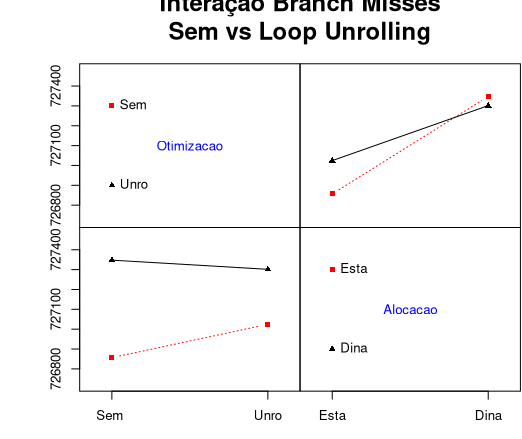 Interação Branch Misses
Sem vs Loop Unrolling
727400
727100
726800
Sem
Otimizacao
Unro
727400
727100
726800
Esta
Alocacao
Dina
Sem
Unro
Esta
Dina